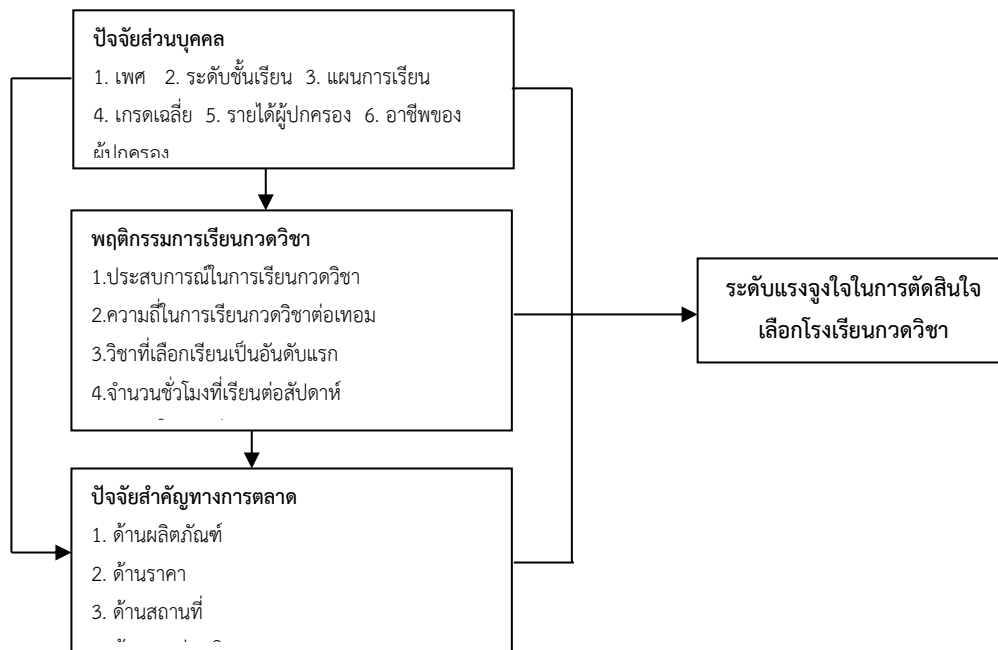 ปัจจัยส่วนบุคคล
1. เพศ 2. ระดับชั้นเรียน 3. แผนการเรียน
4. เกรดเฉลี่ย 5. รายได้ผู้ปกครอง 6. อาชีพของ
ผู้ปกครอง
พฤติกรรมการเรียนกวดวิชา
1.ประสบการณ์ในการเรียนกวดวิชา
2.ความถี่ในการเรียนกวดวิชาต่อเทอม
3.วิชาที่เลือกเรียนเป็นอันดับแรก
4.จำนวนชั่วโมงที่เรียนต่อสัปดาห์
ปัจจัยสำคัญทางการตลาด
1. ด้านผลิตภัณฑ์
2. ด้านราคา
3. ด้านสถานที่
ระดับแรงจูงใจในการตัดสินใจ
เลือกโรงเรียนกวดวิชา